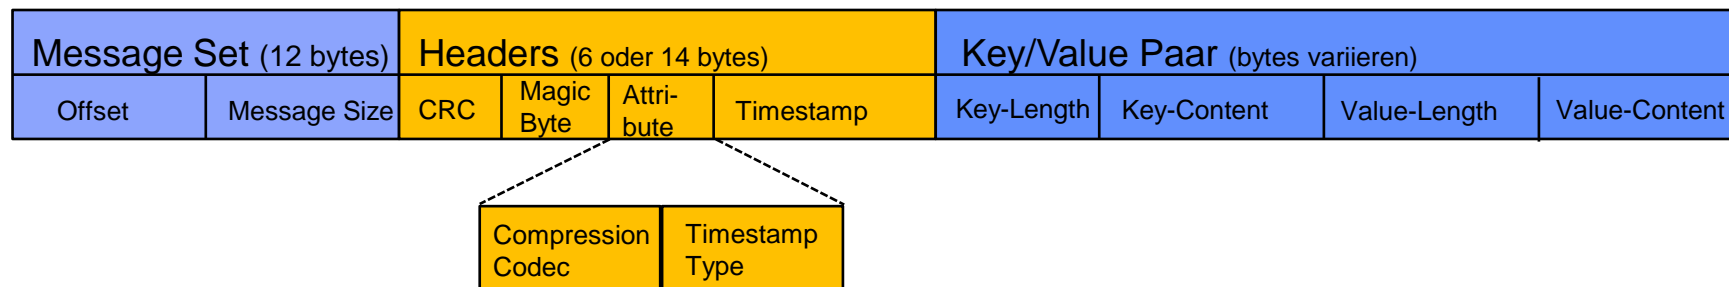 Message Set (12 bytes)
Headers (6 oder 14 bytes)
Key/Value Paar (bytes variieren)
Offset
Message Size
CRC
Magic
Byte
Attri-
bute
Timestamp
Key-Length
Key-Content
Value-Length
Value-Content
Compression
Codec
Timestamp
Type